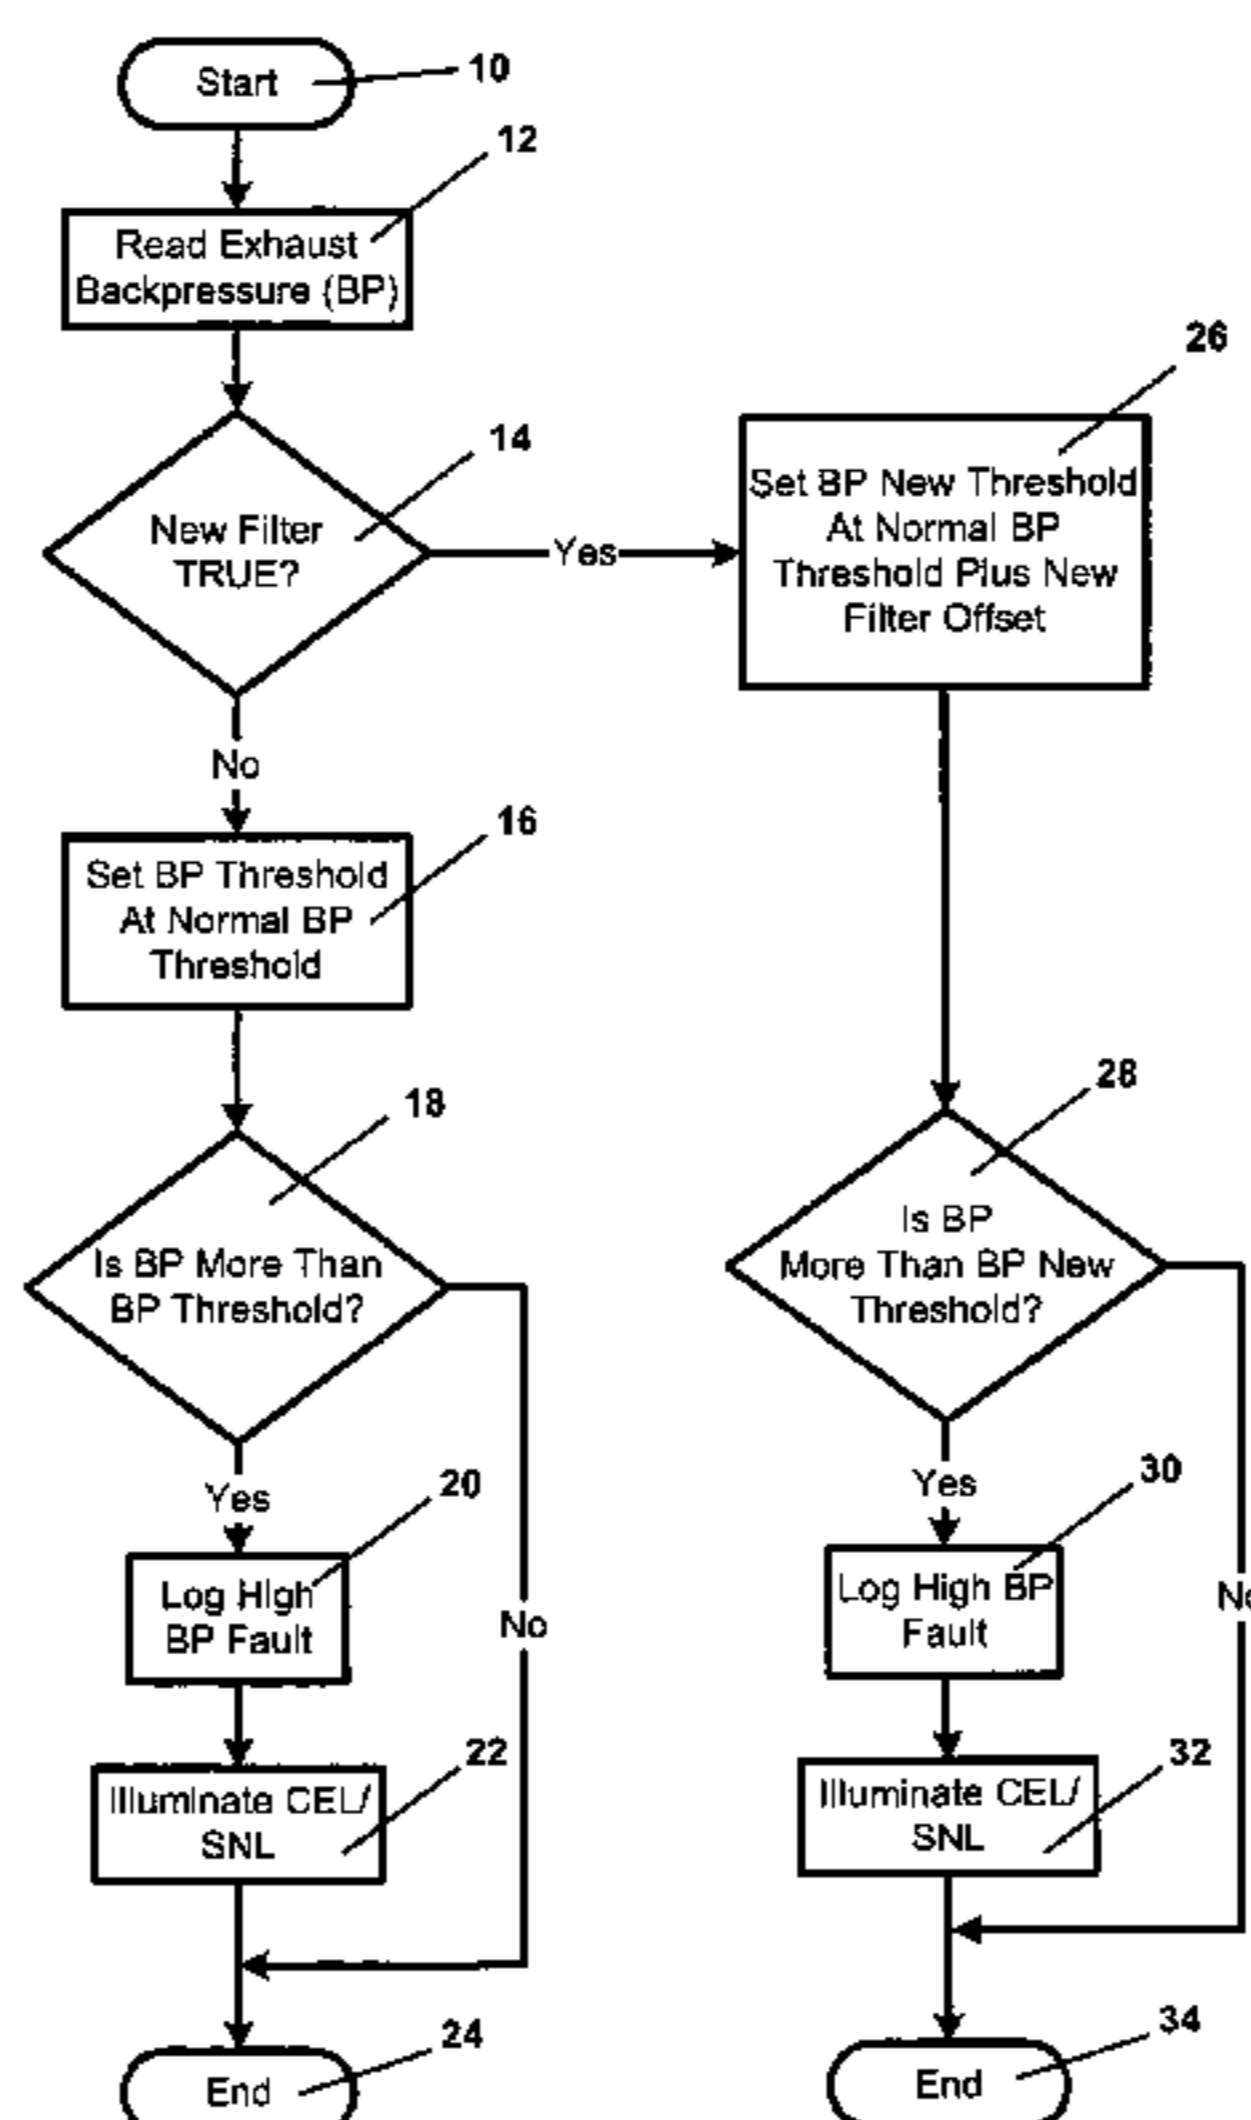 Start
10
12
Read Exhaust
Backpressure (BP)
14
New Filter
TRUE?
Yes
26
Set BP New Threshold
At Normal BP
Threshold Plus New
Filter Offset
No
16
Set BP Threshold
At Normal BP
Threshold
18
Is BP More Than
BP Threshold?
Yes
No
20
Log High
BP Fault
22
Illuminate CEL/
SNL
24
End
28
Is BP
More Than BP New
Threshold?
Yes
No
30
Log High BP
Fault
32
Illuminate CEL/
SNL
34
End